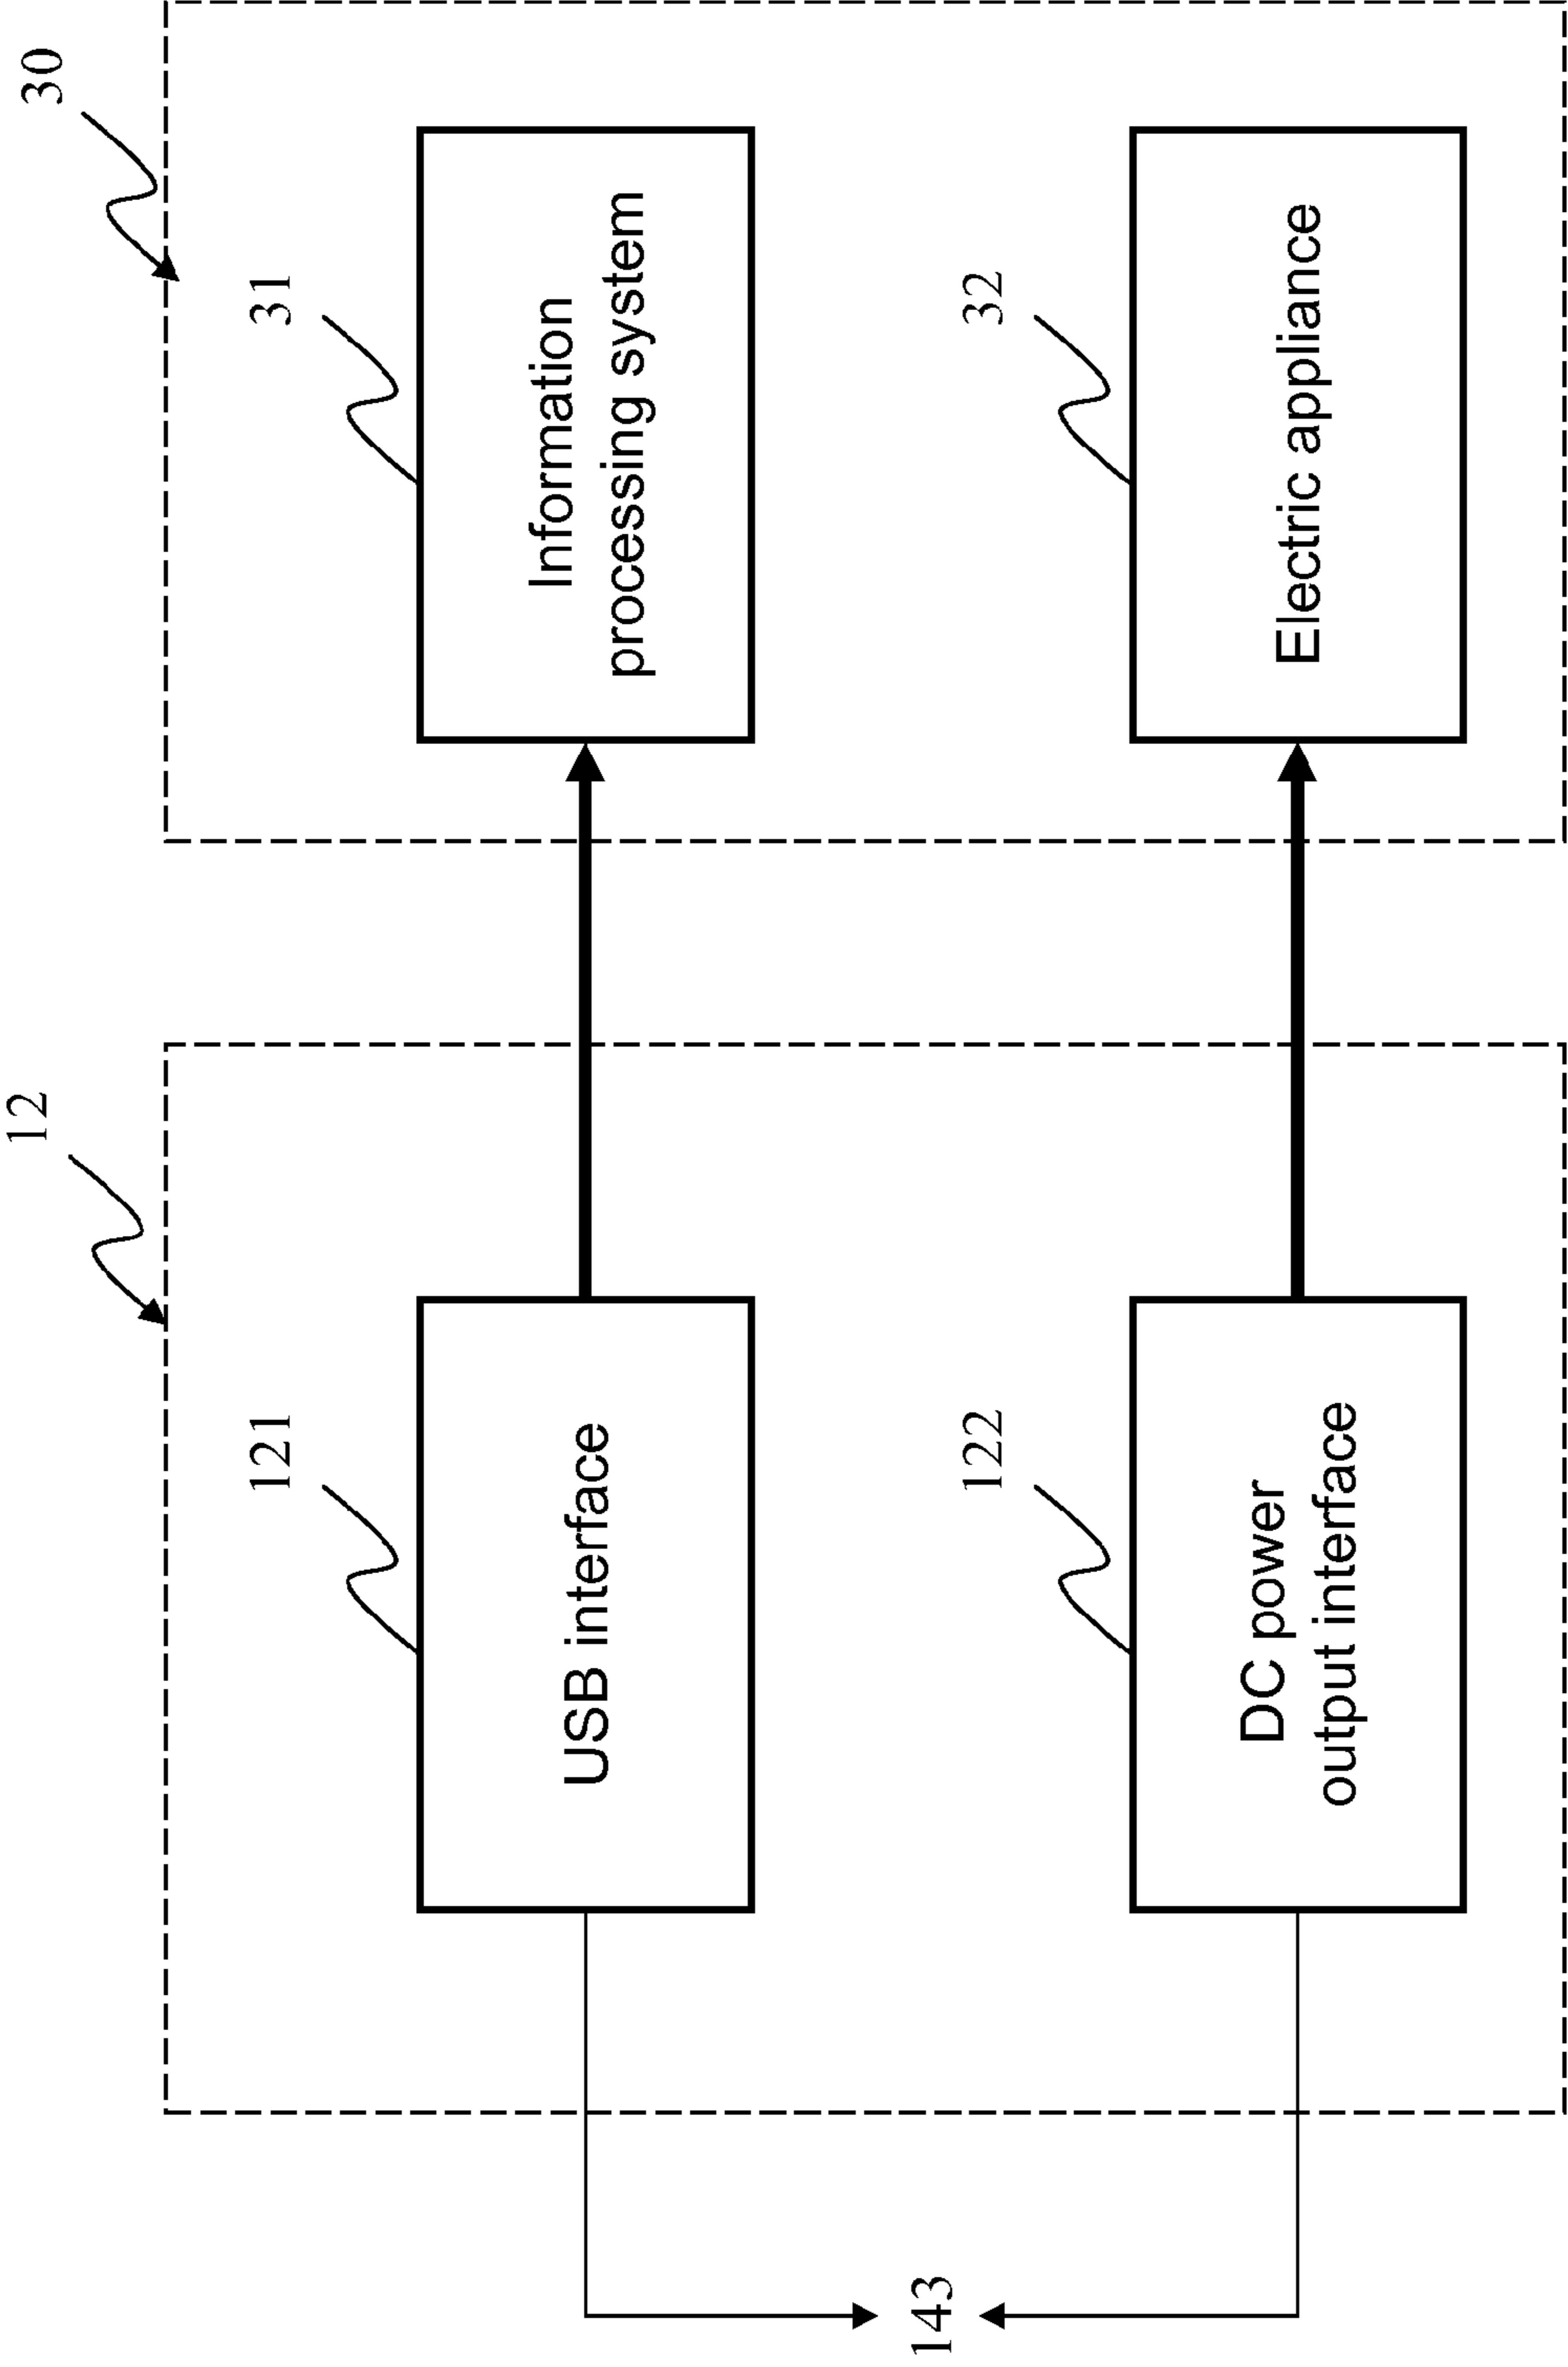 12
30
121
31
USB interface
Information
processing system
143
122
32
DC power
output interface
Electric appliance